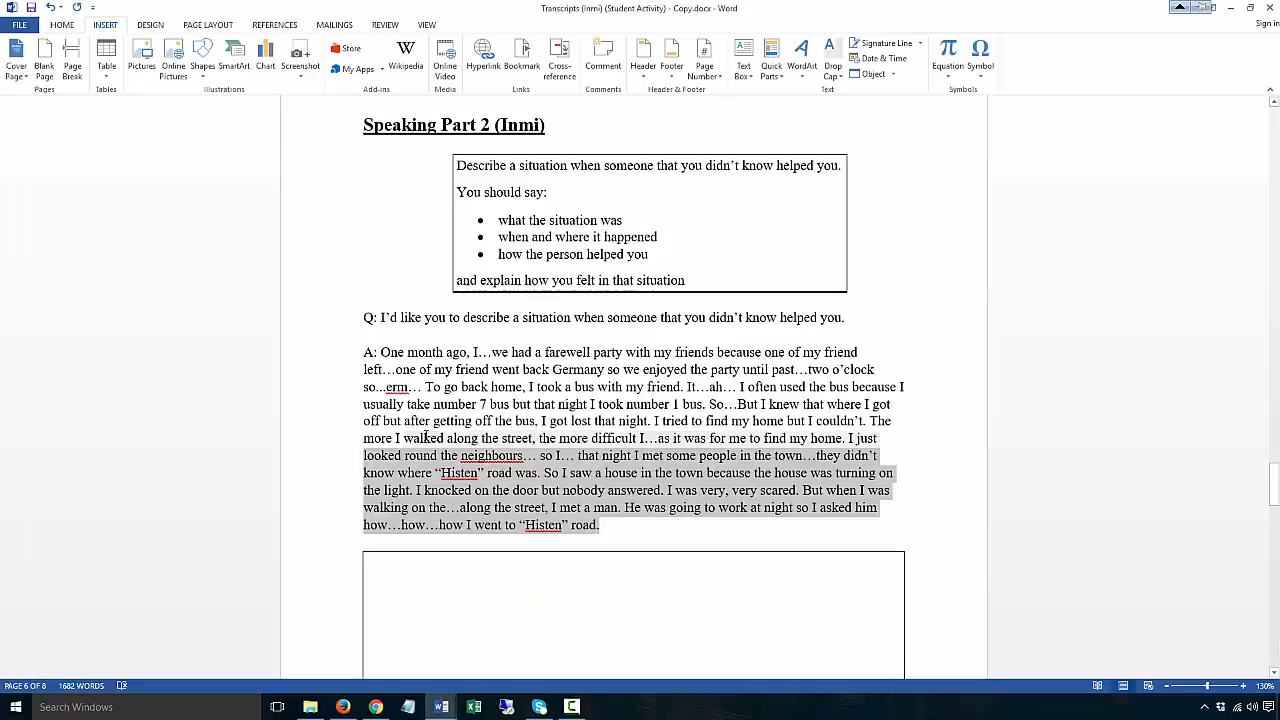 Transcripts (Inmi) (Student Activity) - Copy.docx - Word
FILE HOME INSERT DESIGN PAGE LAYOUT REFERENCES MAILINGS REVIEW VIEW
Sign in
Cover Page
Blank Page
Page Break
Table
Pictures
Online Pictures
Shapes
SmartArt
Chart
Screenshot
Store
My Apps
Wikipedia
Online Video
Hyperlink
Bookmark
Cross-reference
Comment
Header
Footer
Page Number
Text Box
Quick Parts
WordArt
Drop Cap
Signature Line
Date & Time
Object
Equation
Symbol
Pages Tables Illustrations Add-ins Media Links Comments Header & Footer Text Symbols
Speaking Part 2 (Inmi)
Describe a situation when someone that you didn’t know helped you.
You should say:
• what the situation was
• when and where it happened
• how the person helped you
and explain how you felt in that situation
Q: I’d like you to describe a situation when someone that you didn’t know helped you.
A: One month ago, I…we had a farewell party with my friends because one of my friend
left…one of my friend went back Germany so we enjoyed the party until past…two o’clock
so...erm… To go back home, I took a bus with my friend. It…ah… I often used the bus because I
usually take number 7 bus but that night I took number 1 bus. So…But I knew that where I got
off but after getting off the bus, I got lost that night. I tried to find my home but I couldn’t. The
more I walked along the street, the more difficult I…as it was for me to find my home. I just
looked round the neighbours… so I… that night I met some people in the town…they didn’t
know where “Histen” road was. So I saw a house in the town because the house was turning on
the light. I knocked on the door but nobody answered. I was very, very scared. But when I was
walking on the…along the street, I met a man. He was going to work at night so I asked him
how…how…how I went to “Histen” road.
PAGE 6 OF 8 1682 WORDS
130%
Search Windows